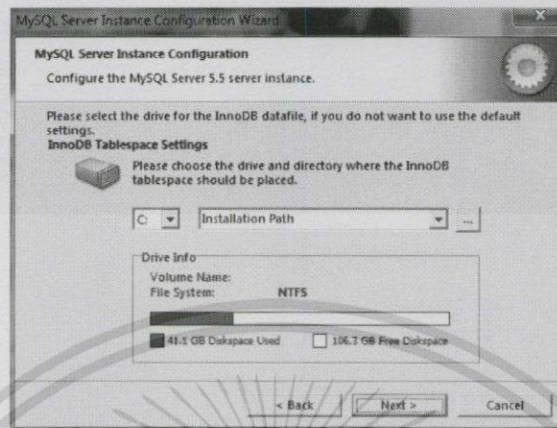 MySQL Server Instance Configuration Wizard
MySQL Server Instance Configuration
Configure the MySQL Server 5.5 server instance.
Please select the drive for the InnoDB datafile, if you do not want to use the default
settings.
InnoDB Tablespace Settings
Please choose the drive and directory where the InnoDB
tablespace should be placed.
C: Installation Path ...
Drive Info
Volume Name:
File System: NTFS
41.1 GB Diskspace Used 106.3 GB Free Diskspace
< Back Next > Cancel